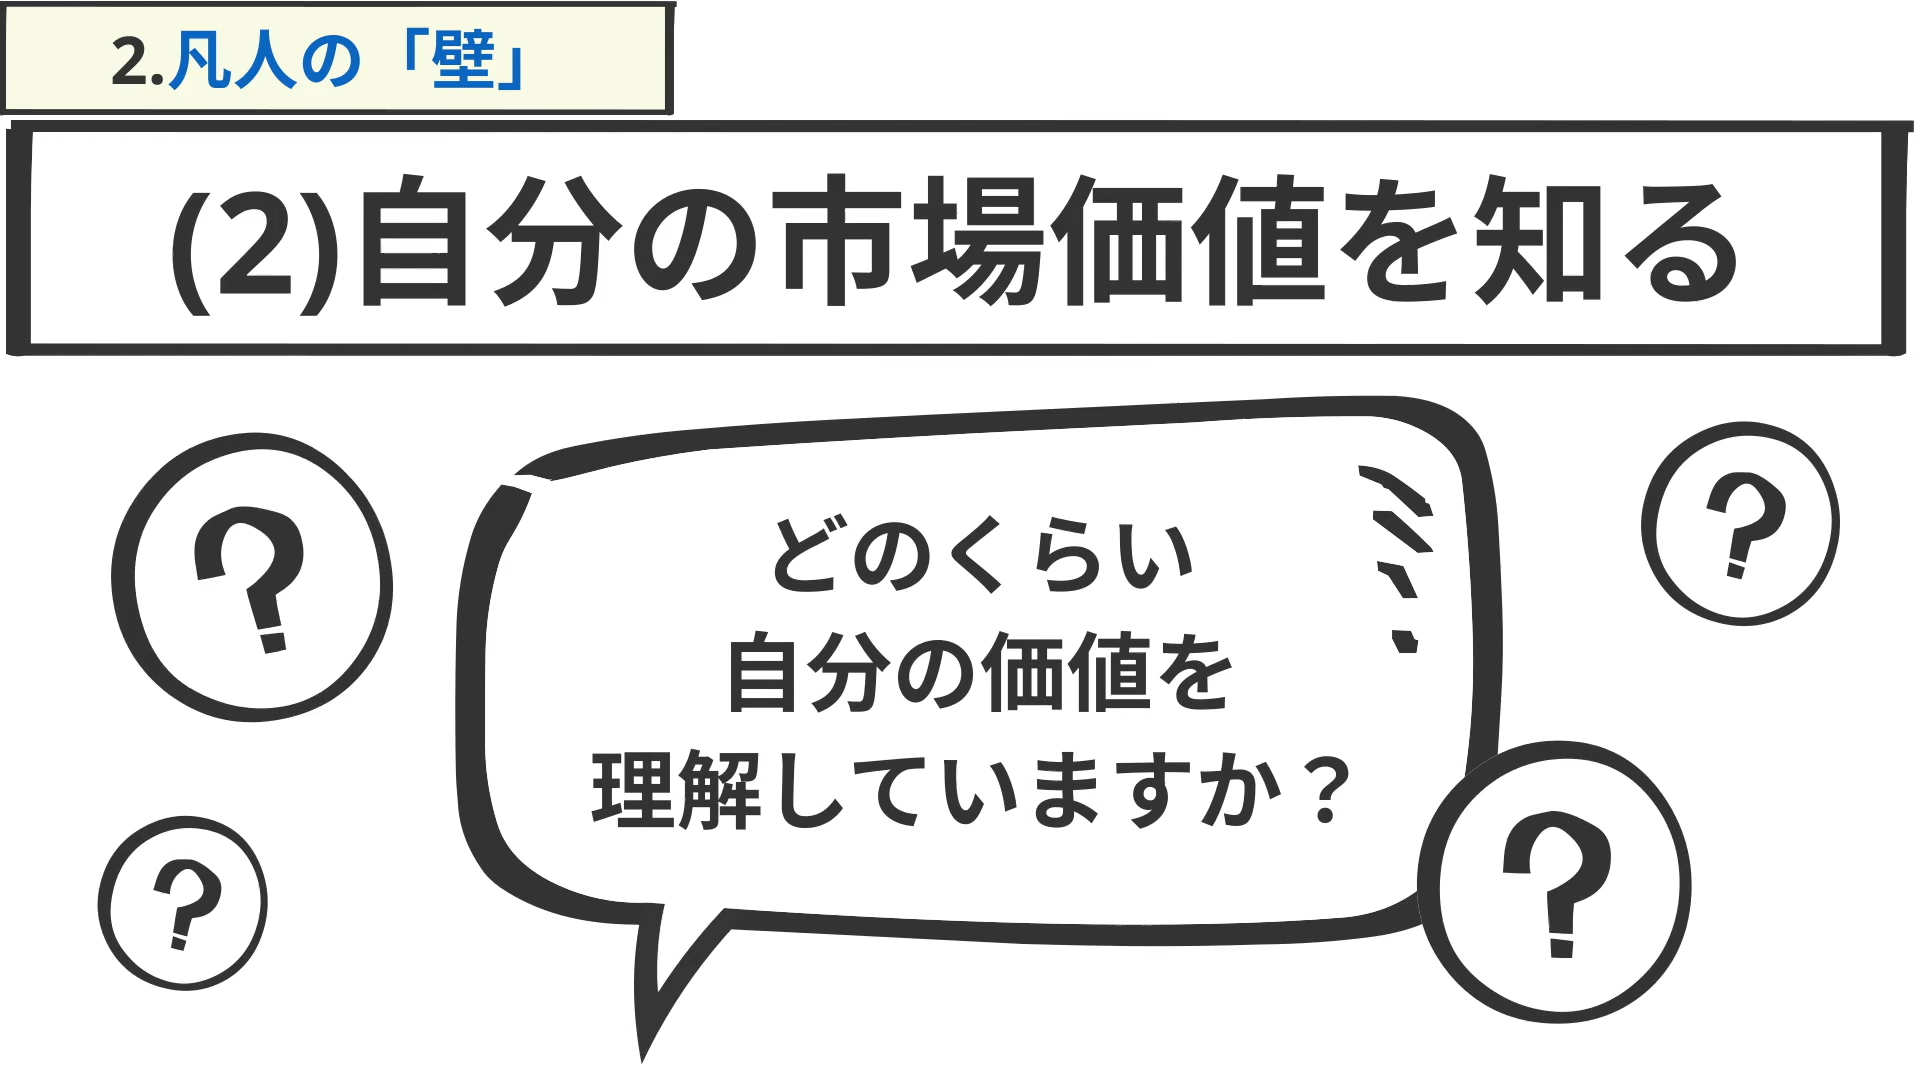 2.凡人の「壁」
(2)自分の市場価値を知る
どのくらい
自分の価値を
理解していますか？
?
?
?
?